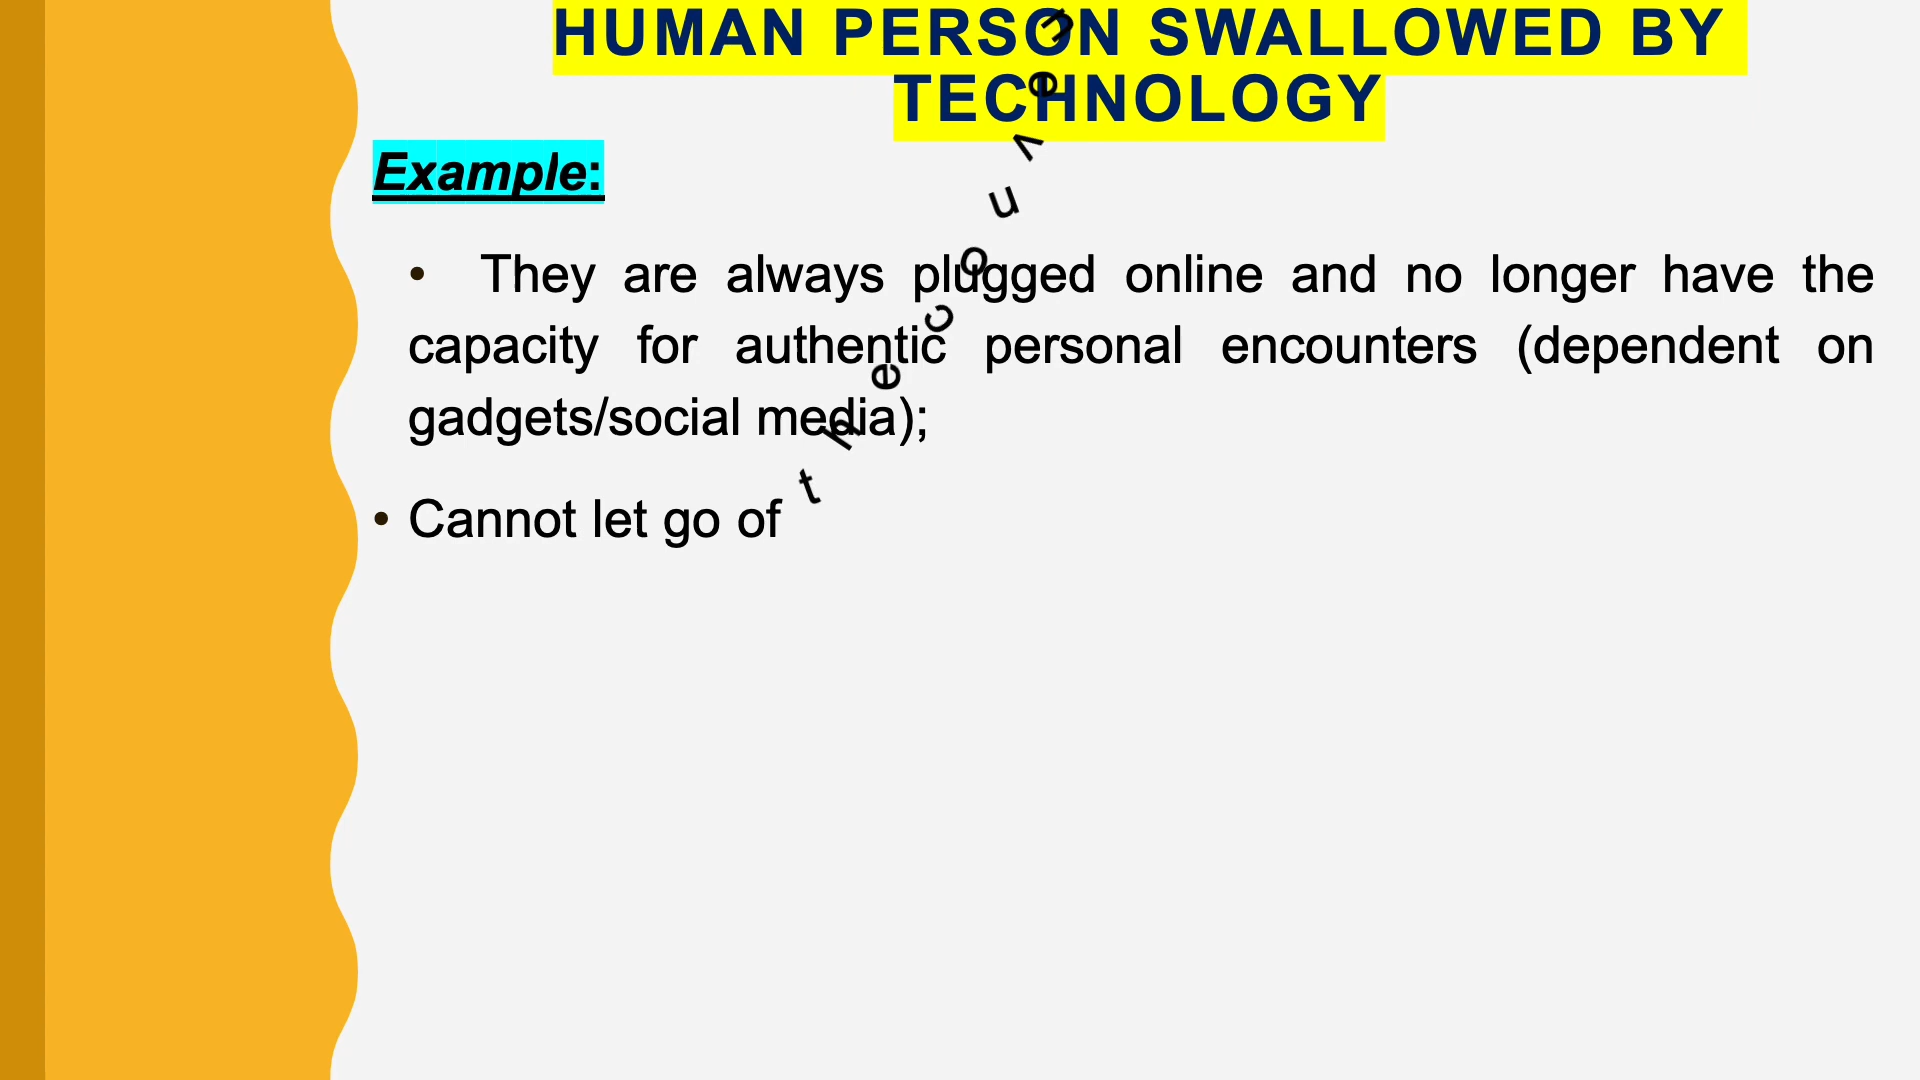 HUMAN PERSON SWALLOWED BY
TECHNOLOGY
Example:
• They are always plugged online and no longer have the
capacity for authentic personal encounters (dependent on
gadgets/social media);
• Cannot let go of the